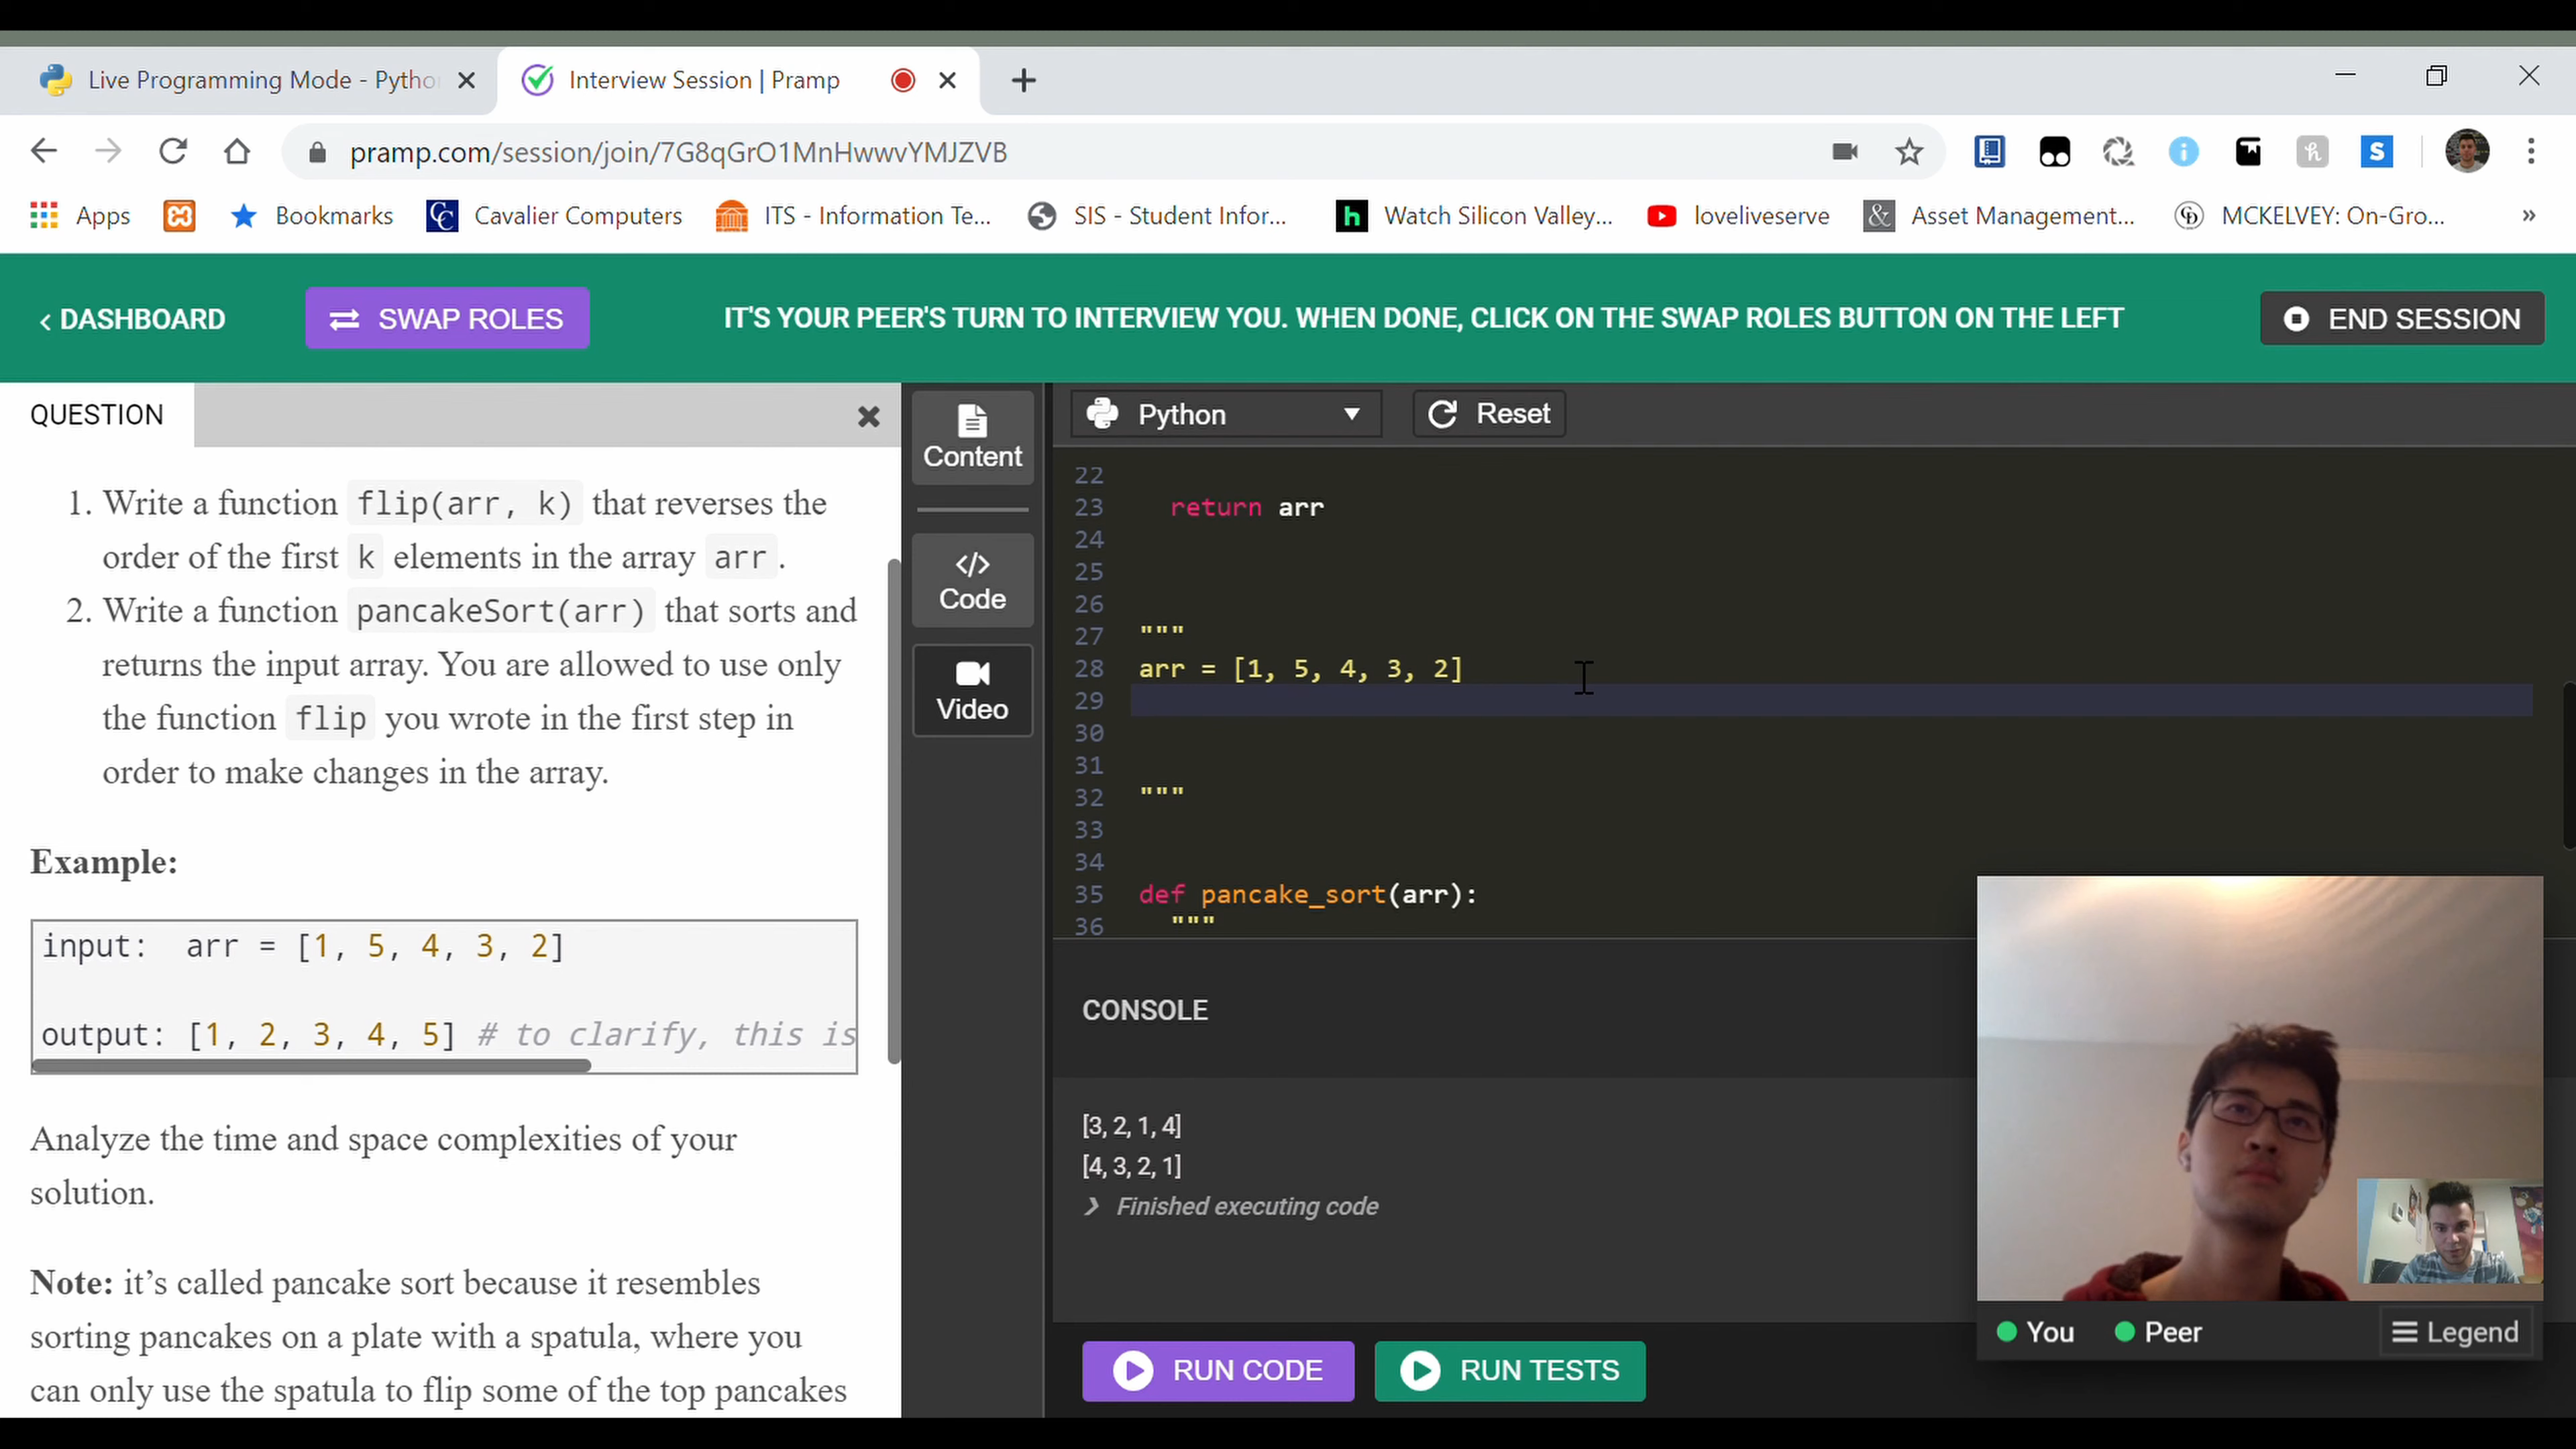 Live Programming Mode - Pytho
Interview Session | Pramp
pramp.com/session/join/7G8qGrO1MnHwwvYMJZVB
Apps
Bookmarks
CC
Cavalier Computers
ITS - Information Te...
SIS - Student Infor...
h
Watch Silicon Valley...
loveliveserve
&
Asset Management...
MCKELVEY: On-Gro...
»
‹ DASHBOARD
SWAP ROLES
IT'S YOUR PEER'S TURN TO INTERVIEW YOU. WHEN DONE, CLICK ON THE SWAP ROLES BUTTON ON THE LEFT
END SESSION
QUESTION
1. Write a function flip(arr, k) that reverses the
order of the first k elements in the array arr.
2. Write a function pancakeSort(arr) that sorts and
returns the input array. You are allowed to use only
the function flip you wrote in the first step in
order to make changes in the array.
Example:
input: arr = [1, 5, 4, 3, 2]
output: [1, 2, 3, 4, 5] # to clarify, this is
Analyze the time and space complexities of your
solution.
Note: it's called pancake sort because it resembles
sorting pancakes on a plate with a spatula, where you
can only use the spatula to flip some of the top pancakes
Content
</>
Code
Video
Python
Reset
22
23 return arr
24
25
26
27 """
28 arr = [1, 5, 4, 3, 2]
29
30
31
32 """
33
34
35 def pancake_sort(arr):
36 """
CONSOLE
[3, 2, 1, 4]
[4, 3, 2, 1]
Finished executing code
RUN CODE
RUN TESTS
You
Peer
Legend